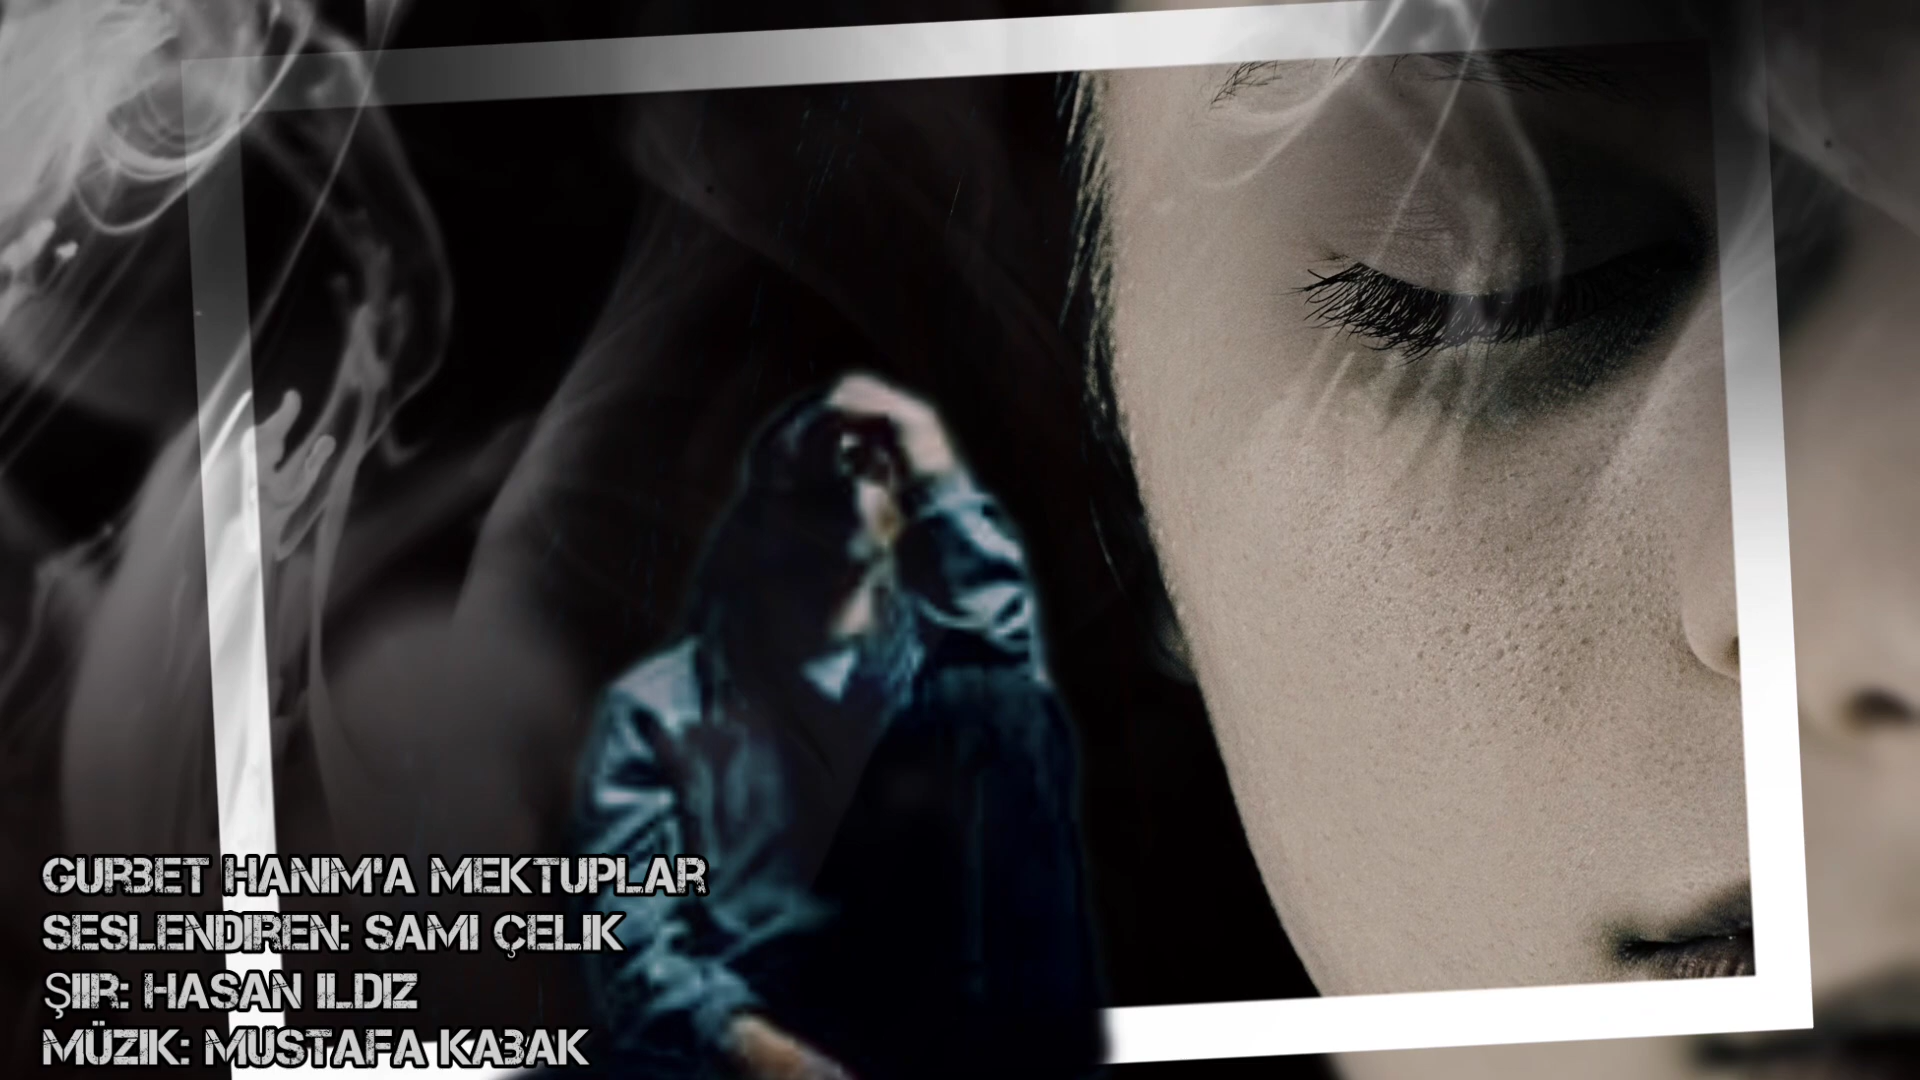 GURBET HANIM'A MEKTUPLAR
SESLENDIREN: SAMI ÇELIK
ŞIIR: HASAN ILDIZ
MÜZIK: MUSTAFA KABAK